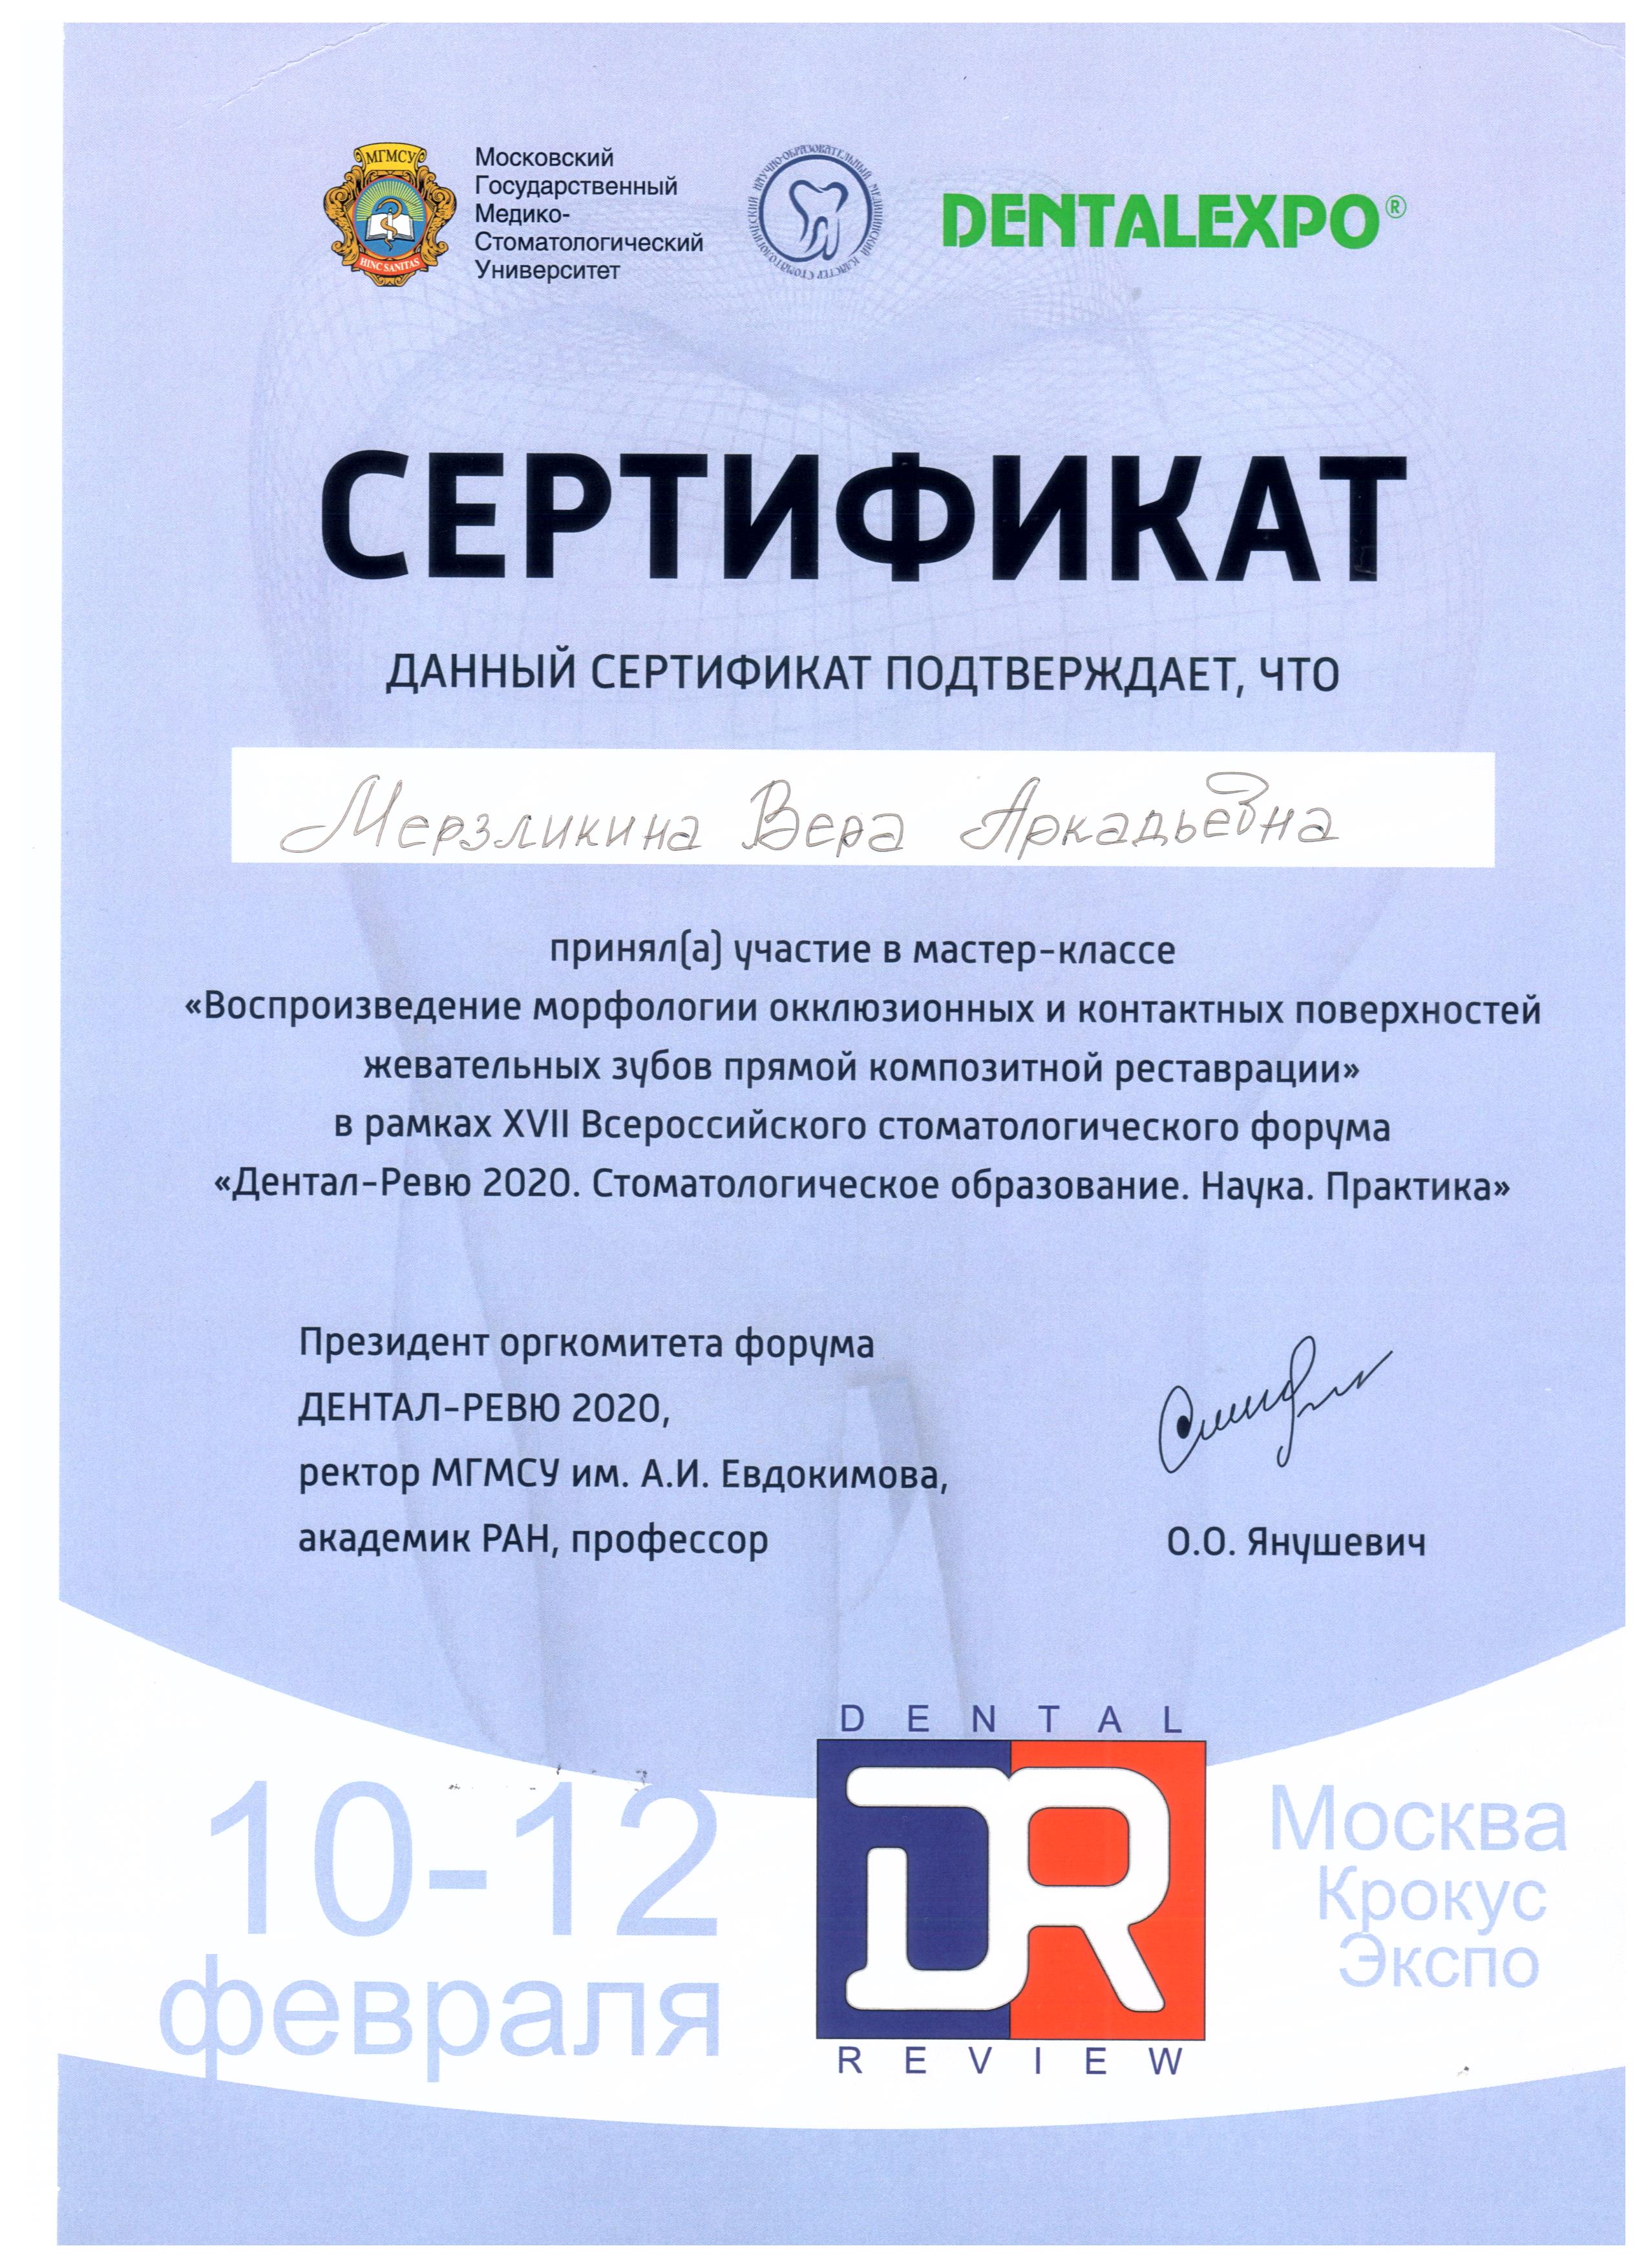 МГМСУ
HINC SANITAS
Московский
Государственный
Медико-
Стоматологический
Университет
НАУЧНО-ОБРАЗОВАТЕЛЬНЫЙ МЕДИЦИНСКИЙ КЛАСТЕР СТОМАТОЛОГИЧЕСКИЙ
DENTALEXPO®
СЕРТИФИКАТ
ДАННЫЙ СЕРТИФИКАТ ПОДТВЕРЖДАЕТ, ЧТО
Мерзликина Вера Аркадьевна
принял(а) участие в мастер-классе
«Воспроизведение морфологии окклюзионных и контактных поверхностей
жевательных зубов прямой композитной реставрации»
в рамках XVII Всероссийского стоматологического форума
«Дентал-Ревю 2020. Стоматологическое образование. Наука. Практика»
Президент оргкомитета форума
ДЕНТАЛ-РЕВЮ 2020,
ректор МГМСУ им. А.И. Евдокимова,
академик РАН, профессор
О.О. Янушевич
10-12
февраля
DENTAL
DR
REVIEW
Москва
Крокус
Экспо